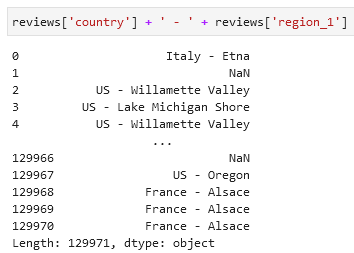 reviews['country'] + ' - ' + reviews['region_1']
0                     Italy - Etna
1                              NaN
2           US - Willamette Valley
3         US - Lake Michigan Shore
4           US - Willamette Valley
                    ...
129966                         NaN
129967                 US - Oregon
129968             France - Alsace
129969             France - Alsace
129970             France - Alsace
Length: 129971, dtype: object